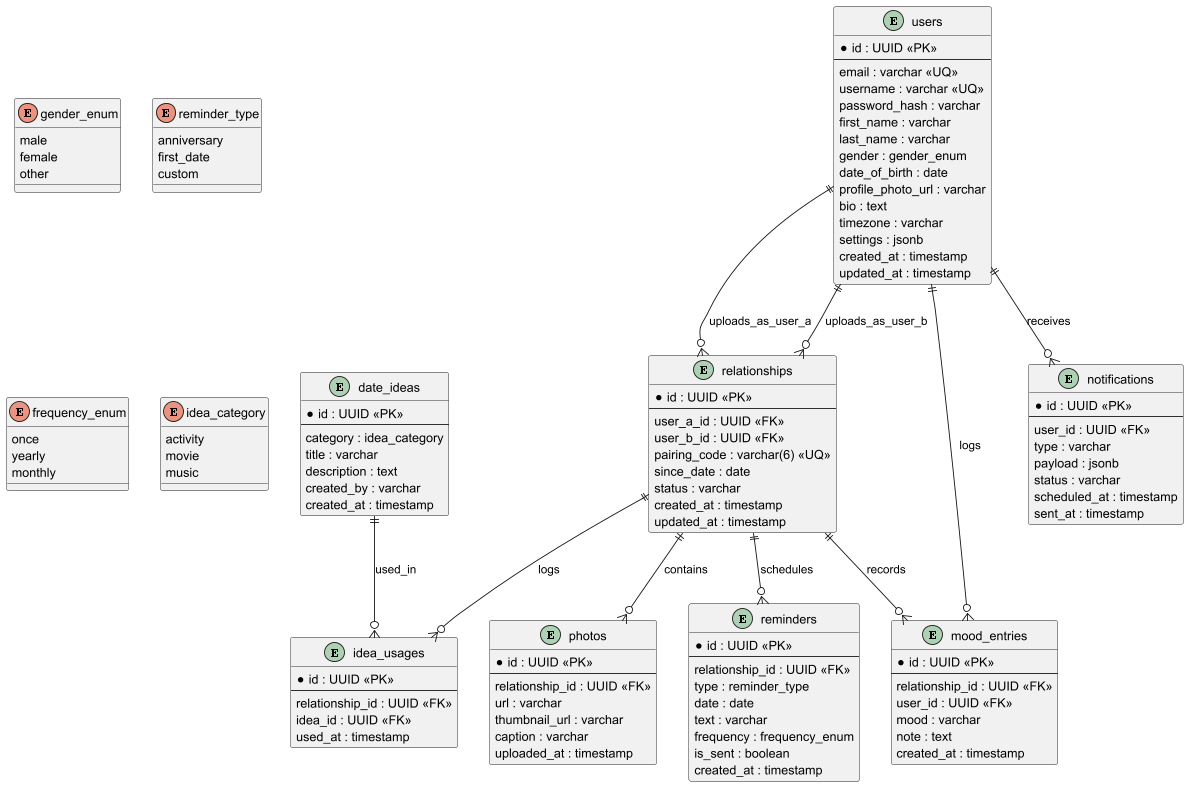 E users
* id : UUID «PK»
email : varchar «UQ»
username : varchar «UQ»
password_hash : varchar
first_name : varchar
last_name : varchar
gender : gender_enum
date_of_birth : date
profile_photo_url : varchar
bio : text
timezone : varchar
settings : jsonb
created_at : timestamp
updated_at : timestamp
E gender_enum
male
female
other
E reminder_type
anniversary
first_date
custom
uploads_as_user_a
uploads_as_user_b
receives
E frequency_enum
once
yearly
monthly
E idea_category
activity
movie
music
E date_ideas
* id : UUID «PK»
category : idea_category
title : varchar
description : text
created_by : varchar
created_at : timestamp
E relationships
* id : UUID «PK»
user_a_id : UUID «FK»
user_b_id : UUID «FK»
pairing_code : varchar(6) «UQ»
since_date : date
status : varchar
created_at : timestamp
updated_at : timestamp
logs
E notifications
* id : UUID «PK»
user_id : UUID «FK»
type : varchar
payload : jsonb
status : varchar
scheduled_at : timestamp
sent_at : timestamp
used_in
logs
contains
schedules
records
E idea_usages
* id : UUID «PK»
relationship_id : UUID «FK»
idea_id : UUID «FK»
used_at : timestamp
E photos
* id : UUID «PK»
relationship_id : UUID «FK»
url : varchar
thumbnail_url : varchar
caption : varchar
uploaded_at : timestamp
E reminders
* id : UUID «PK»
relationship_id : UUID «FK»
type : reminder_type
date : date
text : varchar
frequency : frequency_enum
is_sent : boolean
created_at : timestamp
E mood_entries
* id : UUID «PK»
relationship_id : UUID «FK»
user_id : UUID «FK»
mood : varchar
note : text
created_at : timestamp